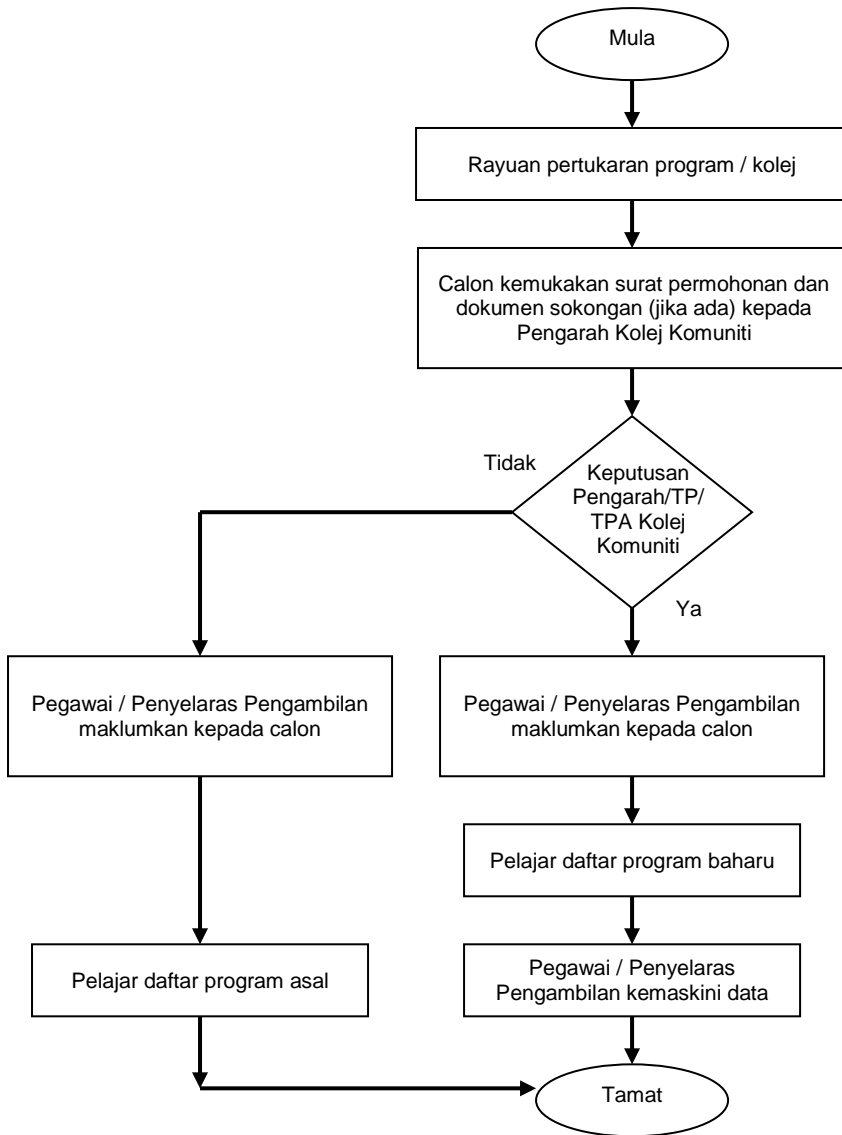 Mula
Rayuan pertukaran program / kolej
Calon kemukakan surat permohonan dan
dokumen sokongan (jika ada) kepada
Pengarah Kolej Komuniti
Tidak
Keputusan
Pengarah/TP/
TPA Kolej
Komuniti
Ya
Pegawai / Penyelaras Pengambilan
maklumkan kepada calon
Pegawai / Penyelaras Pengambilan
maklumkan kepada calon
Pelajar daftar program baharu
Pelajar daftar program asal
Pegawai / Penyelaras
Pengambilan kemaskini data
Tamat